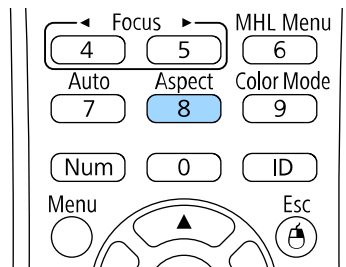 ◄ Focus ► MHL Menu
4 5 6
Auto Aspect Color Mode
7 8 9
Num 0 ID
Menu Esc